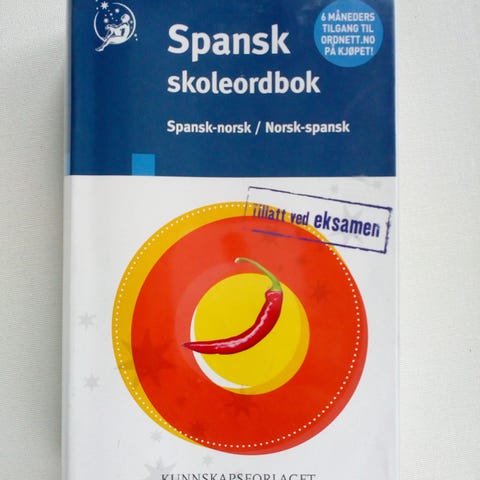 6 MÅNEDERS
TILGANG TIL
ORDNETT.NO
PÅ KJØPET!
Spansk
skoleordbok
Spansk-norsk / Norsk-spansk
Tillatt ved eksamen
KUNNSKAPSFORLAGET